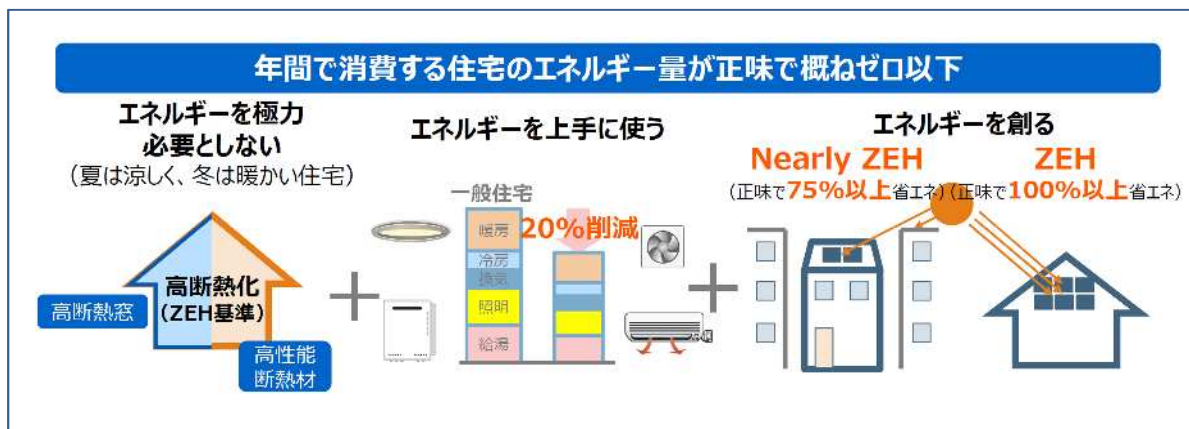 年間で消費する住宅のエネルギー量が正味で概ねゼロ以下
エネルギーを極力
必要としない
（夏は涼しく、冬は暖かい住宅）
高断熱化
（ZEH基準）
高断熱窓
高性能
断熱材
エネルギーを上手に使う
一般住宅
20%削減
暖房
冷房
換気
照明
給湯
エネルギーを創る
Nearly ZEH
（正味で75%以上省エネ）
ZEH
（正味で100%以上省エネ）